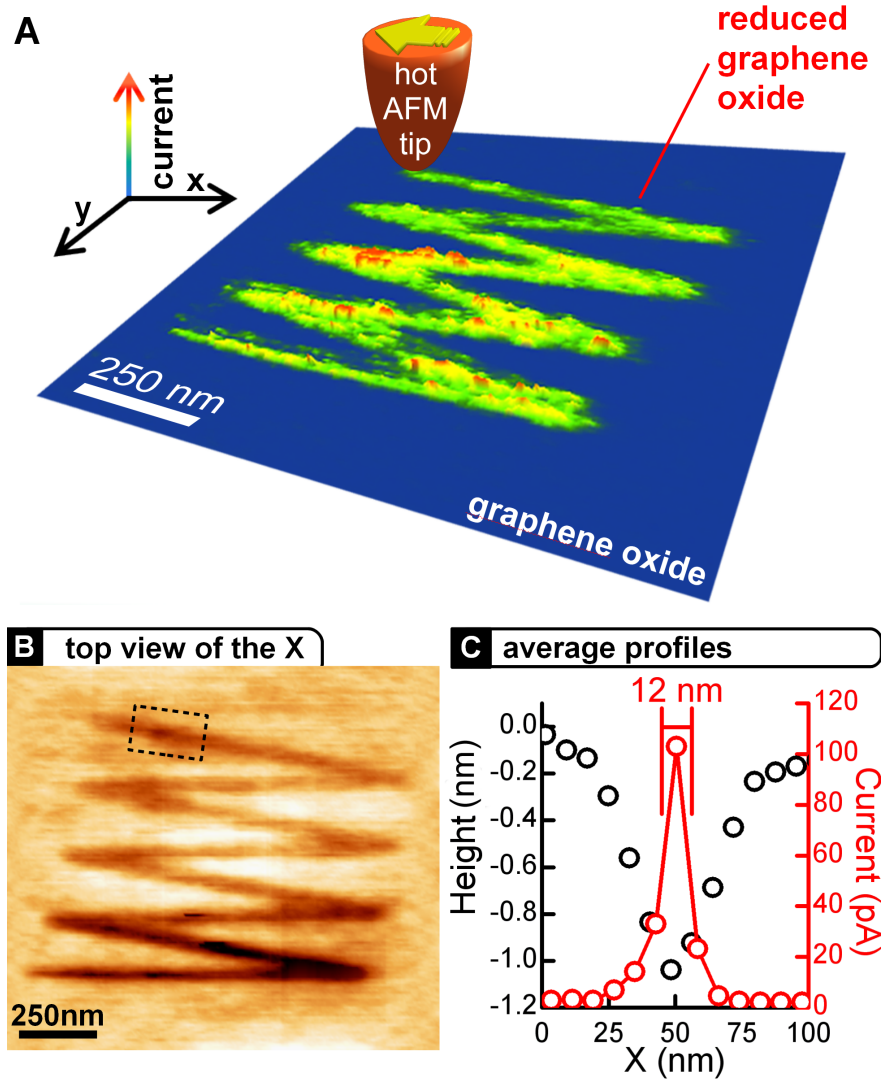 A
reduced
graphene
oxide
hot
AFM
tip
current
x
y
250 nm
graphene oxide
B top view of the X
250nm
C average profiles
12 nm
Height (nm)
0.0
-0.2
-0.4
-0.6
-0.8
-1.0
-1.2
120
100
80
60
40
20
0
Current (pA)
0 25 50 75 100
X (nm)